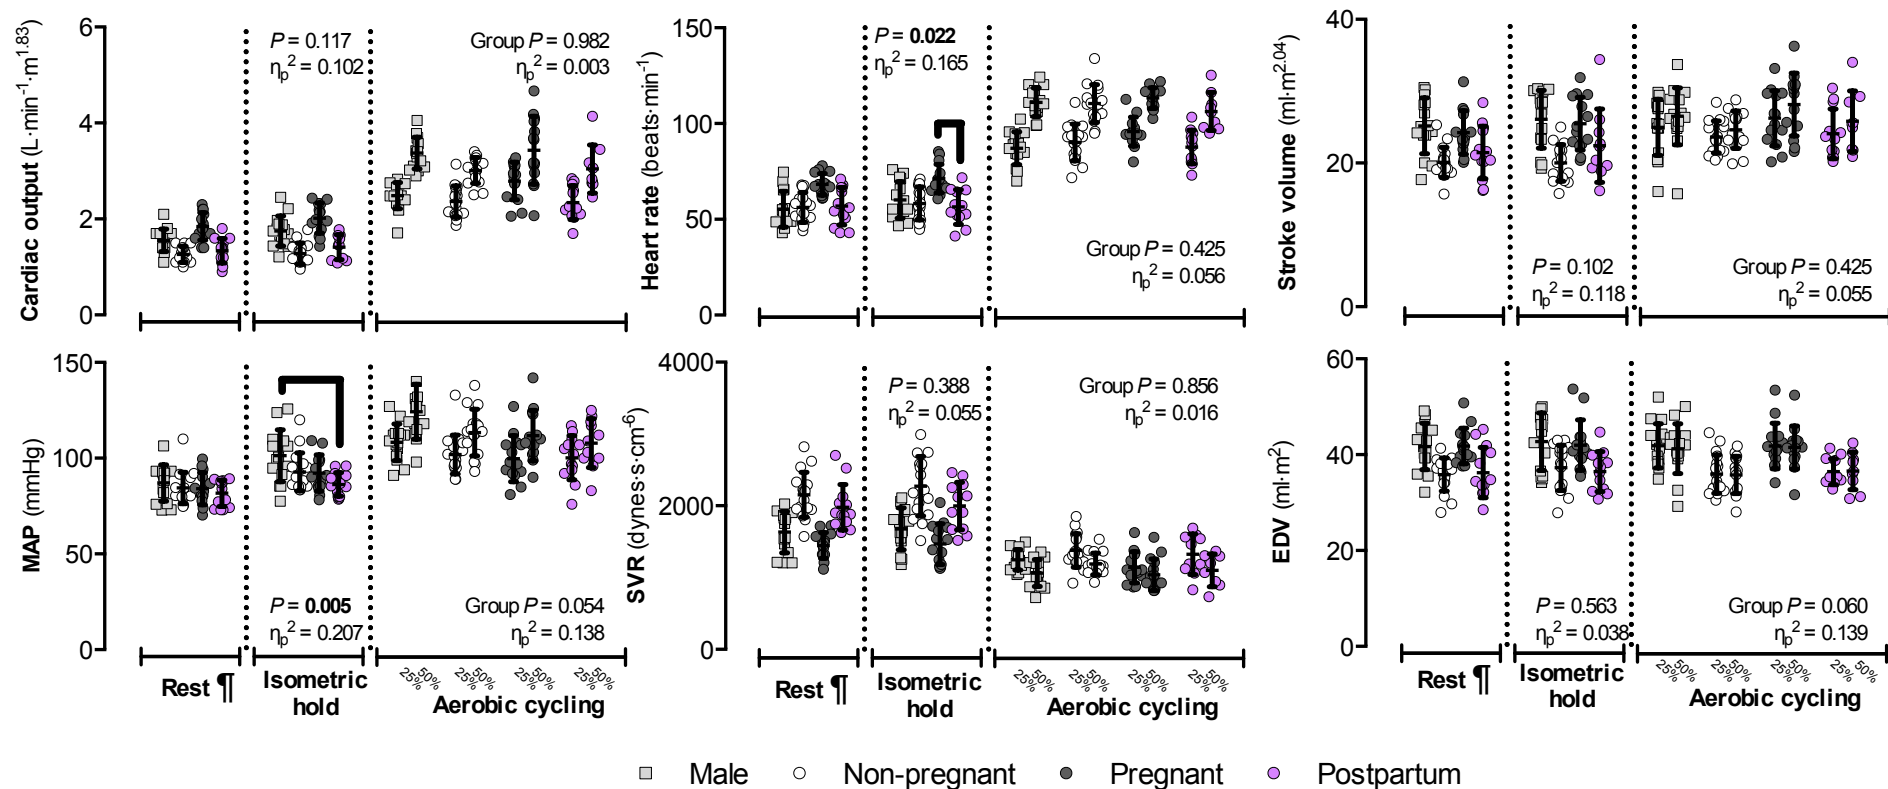 Cardiac output (L·min⁻¹·m¹·⁸³)
6
4
2
0
P = 0.117
ηp² = 0.102
Group P = 0.982
ηp² = 0.003
Heart rate (beats·min⁻¹)
150
100
50
0
P = 0.022
ηp² = 0.165
Group P = 0.425
ηp² = 0.056
Stroke volume (ml·m²·⁰⁴)
40
20
0
P = 0.102
ηp² = 0.118
Group P = 0.425
ηp² = 0.055
MAP (mmHg)
150
100
50
0
P = 0.005
ηp² = 0.207
Group P = 0.054
ηp² = 0.138
25% 50% 25% 50% 25% 50% 25% 50%
Rest ¶
Isometric
hold
Aerobic cycling
SVR (dynes·s·cm⁻⁶)
4000
2000
0
P = 0.388
ηp² = 0.055
Group P = 0.856
ηp² = 0.016
25% 50% 25% 50% 25% 50% 25% 50%
Rest ¶
Isometric
hold
Aerobic cycling
EDV (ml·m²)
60
40
20
0
P = 0.563
ηp² = 0.038
Group P = 0.060
ηp² = 0.139
25% 50% 25% 50% 25% 50% 25% 50%
Rest ¶
Isometric
hold
Aerobic cycling
Male
Non-pregnant
Pregnant
Postpartum